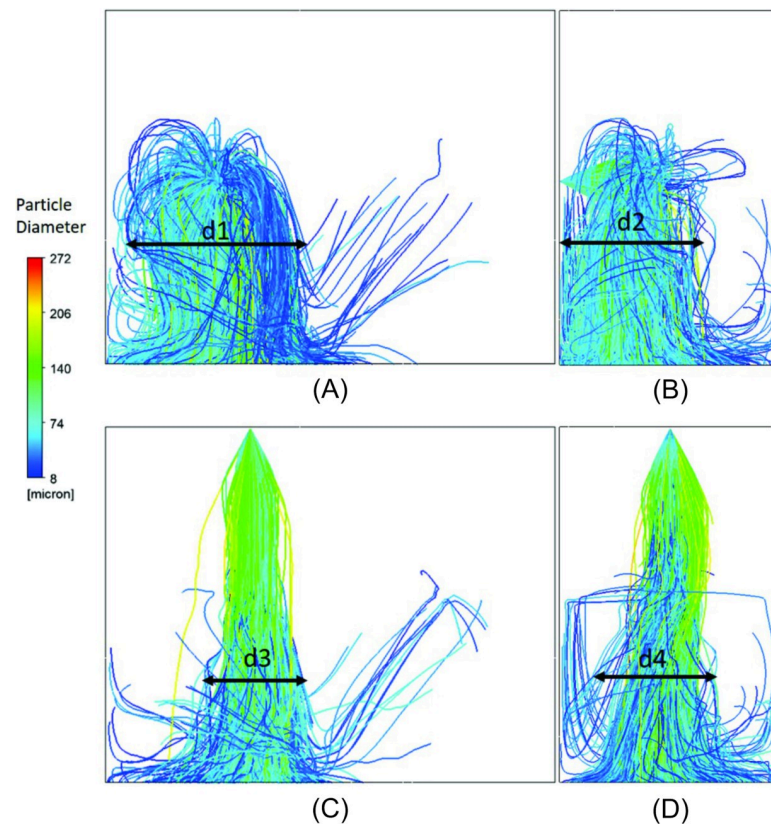 d1
d2
(A)
(B)
Particle
Diameter
272
206
140
74
8
[micron]
d3
d4
(C)
(D)